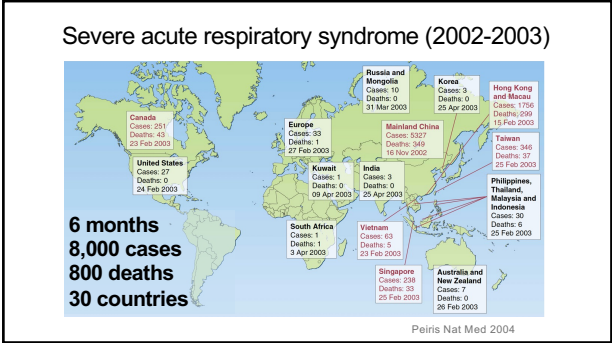 Severe acute respiratory syndrome (2002-2003)
Russia and
Mongolia
Cases: 10
Deaths: 0
31 Mar 2003
Korea
Cases: 3
Deaths: 0
25 Apr 2003
Hong Kong
and Macau
Cases: 1756
Deaths: 299
15 Feb 2003
Canada
Cases: 251
Deaths: 43
23 Feb 2003
Europe
Cases: 33
Deaths: 1
27 Feb 2003
Mainland China
Cases: 5327
Deaths: 349
16 Nov 2002
Taiwan
Cases: 346
Deaths: 37
25 Feb 2003
United States
Cases: 27
Deaths: 0
24 Feb 2003
Kuwait
Cases: 1
Deaths: 0
09 Apr 2003
India
Cases: 3
Deaths: 0
25 Apr 2003
Philippines,
Thailand,
Malaysia and
Indonesia
Cases: 30
Deaths: 6
25 Feb 2003
6 months
8,000 cases
800 deaths
30 countries
South Africa
Cases: 1
Deaths: 1
3 Apr 2003
Vietnam
Cases: 63
Deaths: 5
23 Feb 2003
Singapore
Cases: 238
Deaths: 33
25 Feb 2003
Australia and
New Zealand
Cases: 7
Deaths: 0
26 Feb 2003
Peiris Nat Med 2004